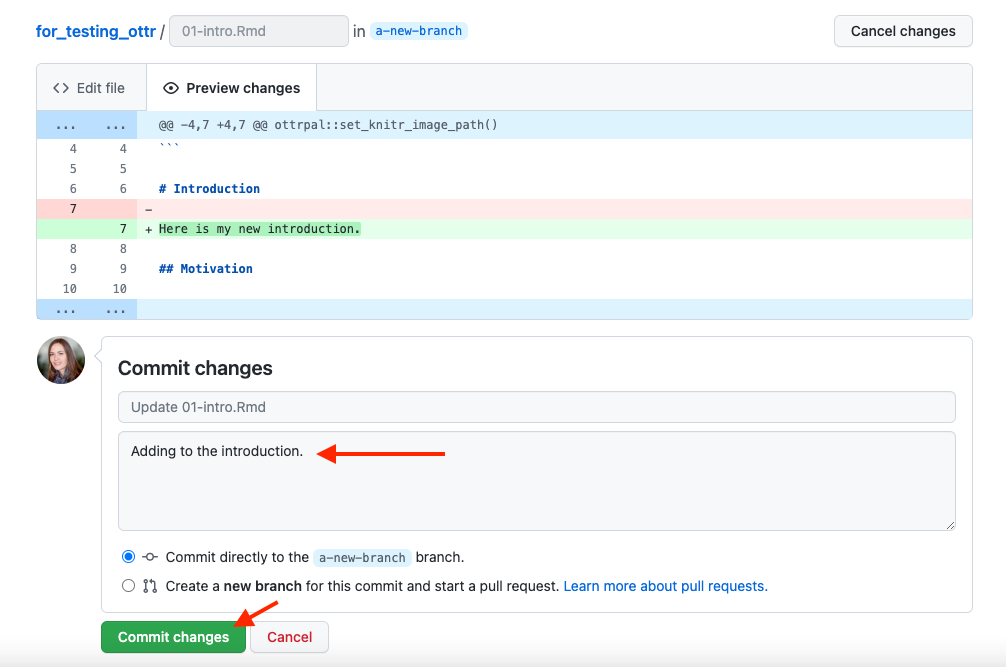 for_testing_ottr / 01-intro.Rmd in a-new-branch Cancel changes
<> Edit file Preview changes
... ... @@ -4,7 +4,7 @@ ottrpal::set_knitr_image_path()
4 4 ```
5 5
6 6 # Introduction
7 -
7 + Here is my new introduction.
8 8
9 9 ## Motivation
10 10
... ...
Commit changes
Update 01-intro.Rmd
Adding to the introduction.
Commit directly to the a-new-branch branch.
Create a new branch for this commit and start a pull request. Learn more about pull requests.
Commit changes Cancel